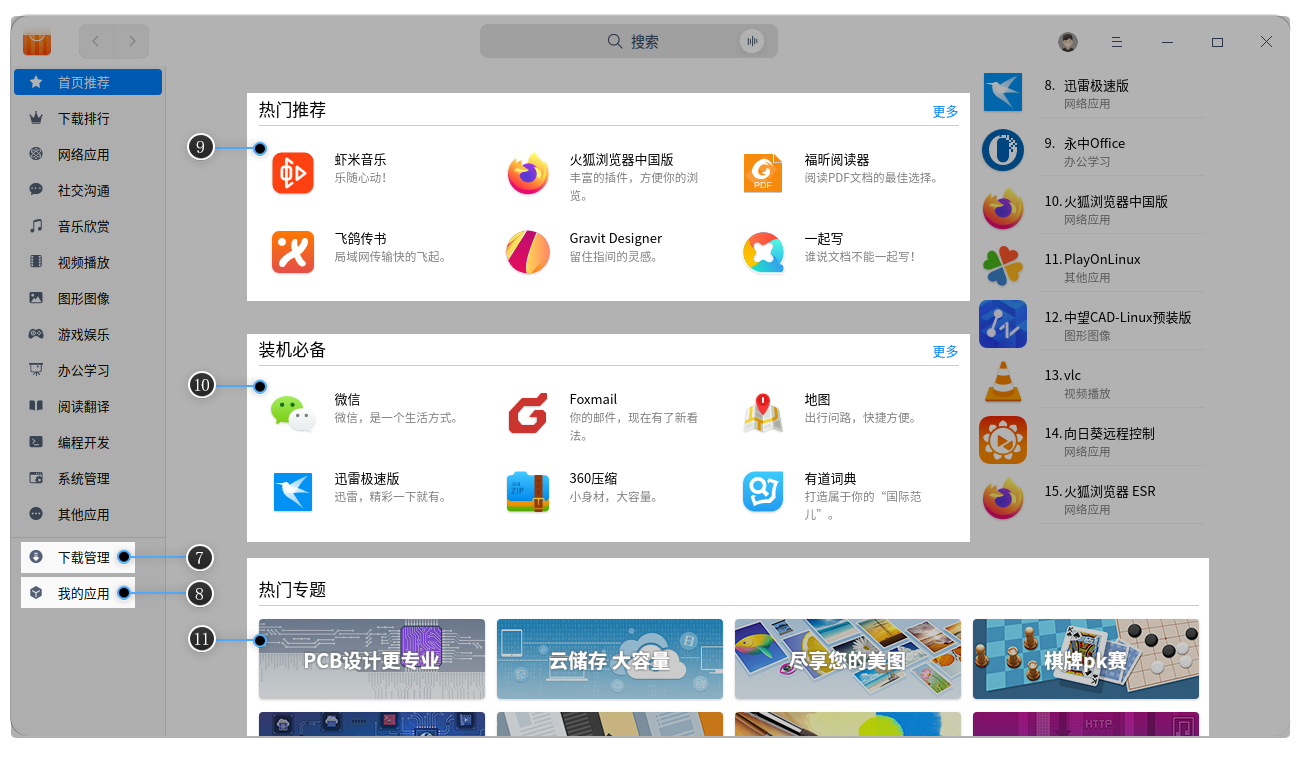 搜索
首页推荐
下载排行
网络应用
社交沟通
音乐欣赏
视频播放
图形图像
游戏娱乐
办公学习
阅读翻译
编程开发
系统管理
其他应用
下载管理
7
我的应用
8
9
热门推荐
更多
虾米音乐
乐随心动！
火狐浏览器中国版
丰富的插件，方便你的浏
览。
福昕阅读器
阅读PDF文档的最佳选择。
PDF
飞鸽传书
局域网传输快的飞起。
Gravit Designer
留住指间的灵感。
一起写
谁说文档不能一起写！
10
装机必备
更多
微信
微信，是一个生活方式。
Foxmail
你的邮件，现在有了新看
法。
地图
出行问路，快捷方便。
迅雷极速版
迅雷，精彩一下就有。
360压缩
小身材，大容量。
ZIP
有道词典
打造属于你的“国际范
儿”。
8. 迅雷极速版
网络应用
9. 永中Office
办公学习
10. 火狐浏览器中国版
网络应用
11. PlayOnLinux
其他应用
12. 中望CAD-Linux预装版
图形图像
13. vlc
视频播放
14. 向日葵远程控制
网络应用
15. 火狐浏览器 ESR
网络应用
11
热门专题
PCB设计更专业
云储存 大容量
尽享您的美图
棋牌pk赛
HTTP